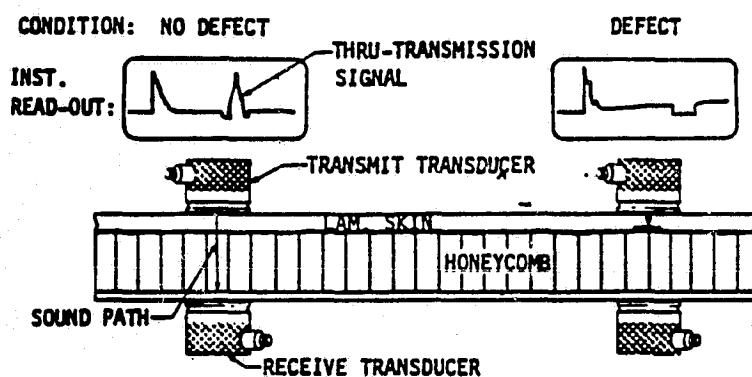 CONDITION: NO DEFECT
DEFECT
THRU-TRANSMISSION
SIGNAL
INST.
READ-OUT:
TRANSMIT TRANSDUCER
LAM. SKIN
HONEYCOMB
SOUND PATH
RECEIVE TRANSDUCER